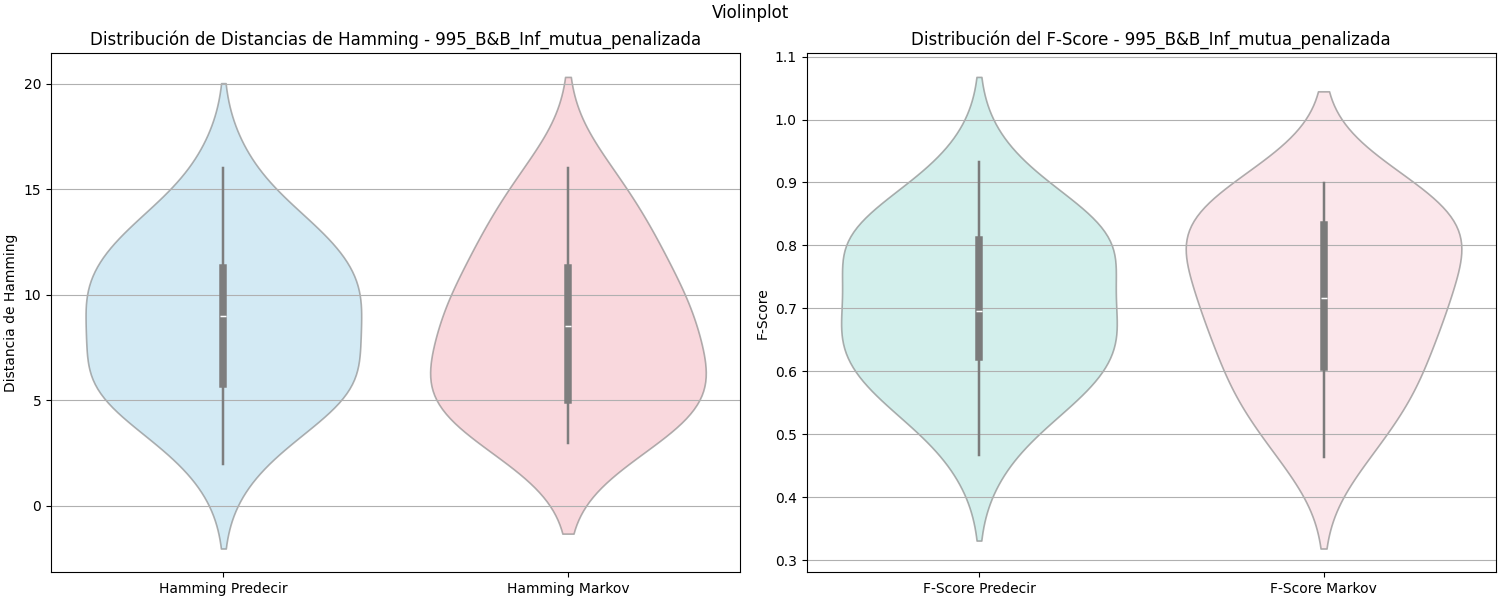 Violinplot
Distribución de Distancias de Hamming - 995_B&B_Inf_mutua_penalizada
Distancia de Hamming
20
15
10
5
0
Hamming Predecir
Hamming Markov
Distribución del F-Score - 995_B&B_Inf_mutua_penalizada
F-Score
1.1
1.0
0.9
0.8
0.7
0.6
0.5
0.4
0.3
F-Score Predecir
F-Score Markov